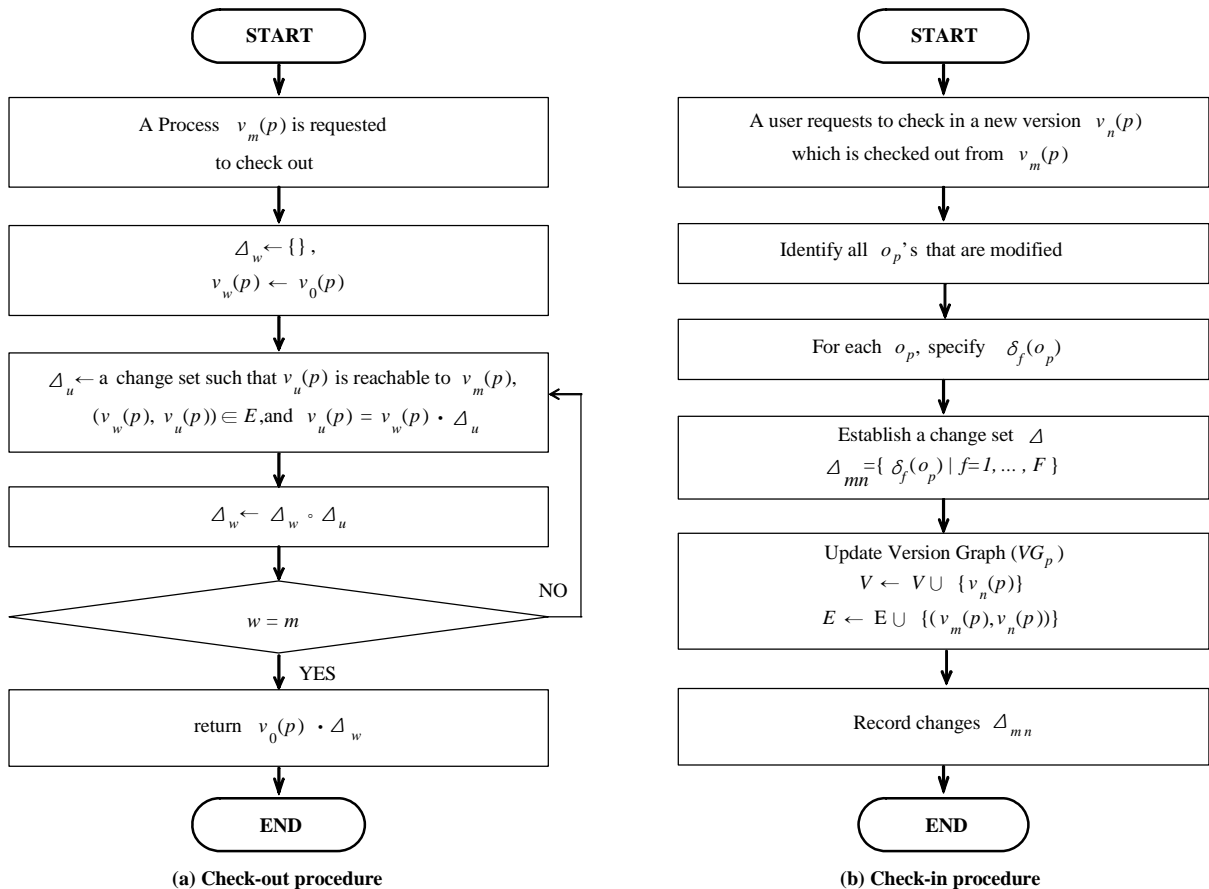 START
A Process v_m(p) is requested
to check out
Δ_w ← {} ,
v_w(p) ← v_0(p)
Δ_u ← a change set such that v_u(p) is reachable to v_m(p),
(v_w(p), v_u(p)) ∈ E ,and v_u(p) = v_w(p) · Δ_u
Δ_w ← Δ_w ∘ Δ_u
w = m
NO
YES
return v_0(p) · Δ_w
END
(a) Check-out procedure
START
A user requests to check in a new version v_n(p)
which is checked out from v_m(p)
Identify all o_p's that are modified
For each o_p, specify δ_f(o_p)
Establish a change set Δ
Δ_mn={ δ_f(o_p) | f=1, ... , F }
Update Version Graph (VG_p)
V ← V ∪ {v_n(p)}
E ← E ∪ {(v_m(p),v_n(p))}
Record changes Δ_mn
END
(b) Check-in procedure